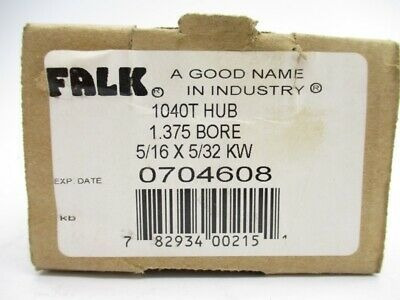 FALK® A GOOD NAME
IN INDUSTRY®
1040T HUB
1.375 BORE
5/16 X 5/32 KW
EXP. DATE
0704608
kb
7 82934 00215 1